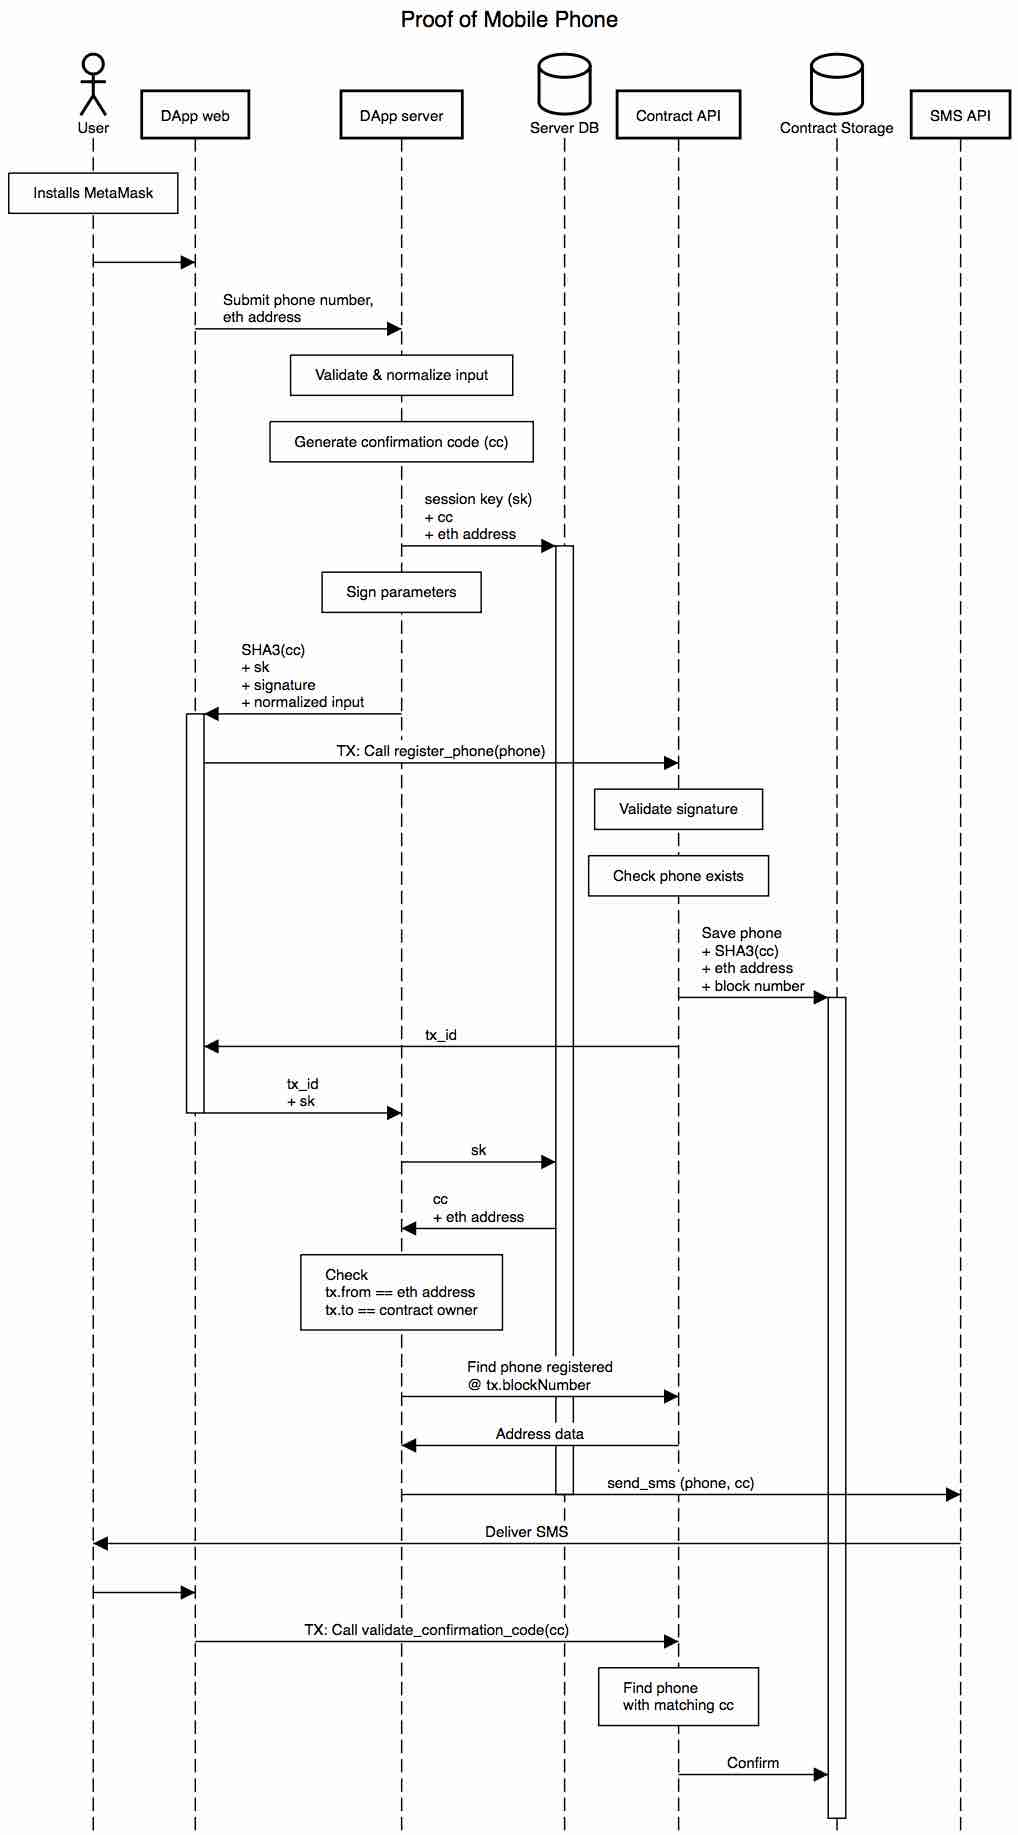 Proof of Mobile Phone
User
DApp web
DApp server
Server DB
Contract API
Contract Storage
SMS API
Installs MetaMask
Submit phone number,
eth address
Validate & normalize input
Generate confirmation code (cc)
session key (sk)
+ cc
+ eth address
Sign parameters
SHA3(cc)
+ sk
+ signature
+ normalized input
TX: Call register_phone(phone)
Validate signature
Check phone exists
Save phone
+ SHA3(cc)
+ eth address
+ block number
tx_id
tx_id
+ sk
sk
cc
+ eth address
Check
tx.from == eth address
tx.to == contract owner
Find phone registered
@ tx.blockNumber
Address data
send_sms (phone, cc)
Deliver SMS
TX: Call validate_confirmation_code(cc)
Find phone
with matching cc
Confirm